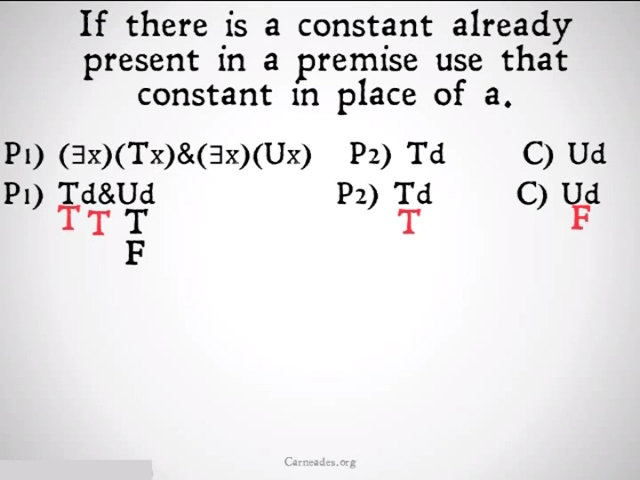 If there is a constant already
present in a premise use that
constant in place of a.
P1) (∃x)(Tx)&(∃x)(Ux) P2) Td C) Ud
P1) Td&Ud P2) Td C) Ud
T T T T F
F
Carneades.org